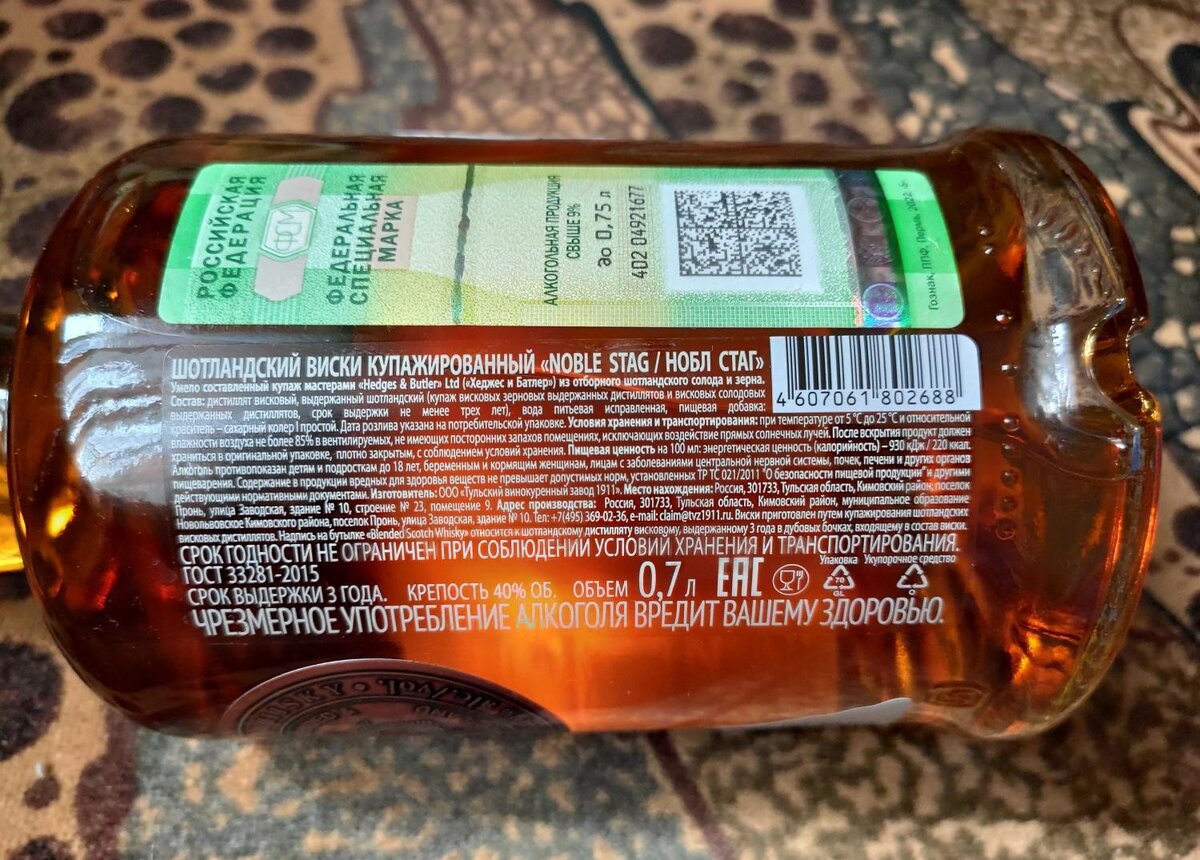 РОССИЙСКАЯ
ФЕДЕРАЦИЯ
ФСМ
ФЕДЕРАЛЬНАЯ
СПЕЦИАЛЬНАЯ
МАРКА
АЛКОГОЛЬНАЯ ПРОДУКЦИЯ
СВЫШЕ 9%
до 0,75 л
402 04921677
Гознак, ППФ, Пермь, 2022, "Б".
ШОТЛАНДСКИЙ ВИСКИ КУПАЖИРОВАННЫЙ «NOBLE STAG / НОБЛ СТАГ»
Умело составленный купаж мастерами «Hedges & Butler» Ltd («Хеджес и Батлер») из отборного шотландского солода и зерна.
Состав: дистиллят висковый, выдержанный шотландский (купаж висковых зерновых выдержанных дистиллятов и висковых солодовых
выдержанных дистиллятов, срок выдержки не менее трех лет), вода питьевая исправленная, пищевая добавка:
краситель – сахарный колер I простой. Дата розлива указана на потребительской упаковке. Условия хранения и транспортирования: при температуре от 5 °С до 25 °С и относительной
влажности воздуха не более 85% в вентилируемых, не имеющих посторонних запахов помещениях, исключающих воздействие прямых солнечных лучей. После вскрытия продукт должен
храниться в оригинальной упаковке, плотно закрытым, с соблюдением условий хранения. Пищевая ценность на 100 мл: энергетическая ценность (калорийность) – 930 кДж / 220 ккал.
Алкоголь противопоказан детям и подросткам до 18 лет, беременным и кормящим женщинам, лицам с заболеваниями центральной нервной системы, почек, печени и других органов
пищеварения. Содержание в продукции вредных для здоровья веществ не превышает допустимых норм, установленных ТР ТС 021/2011 "О безопасности пищевой продукции" и другими
действующими нормативными документами. Изготовитель: ООО «Тульский винокуренный завод 1911». Место нахождения: Россия, 301733, Тульская область, Кимовский район, поселок
Пронь, улица Заводская, здание № 10, строение № 23, помещение 9. Адрес производства: Россия, 301733, Тульская область, Кимовский район, муниципальное образование
Новольвовское Кимовского района, поселок Пронь, улица Заводская, здание № 10. Тел: +7(495) 369-02-36, e-mail: claim@tvz1911.ru. Виски приготовлен путем купажирования шотландских
висковых дистиллятов. Надпись на бутылке «Blended Scotch Whisky» относится к шотландскому дистилляту висковому, выдержанному 3 года в дубовых бочках, входящему в состав виски.
СРОК ГОДНОСТИ НЕ ОГРАНИЧЕН ПРИ СОБЛЮДЕНИИ УСЛОВИЙ ХРАНЕНИЯ И ТРАНСПОРТИРОВАНИЯ.
ГОСТ 33281-2015
СРОК ВЫДЕРЖКИ 3 ГОДА. КРЕПОСТЬ 40% ОБ. ОБЪЕМ 0,7 л EAC
Упаковка Укупорочное средство
70
GL
ЧРЕЗМЕРНОЕ УПОТРЕБЛЕНИЕ АЛКОГОЛЯ ВРЕДИТ ВАШЕМУ ЗДОРОВЬЮ.
4 607061 802688